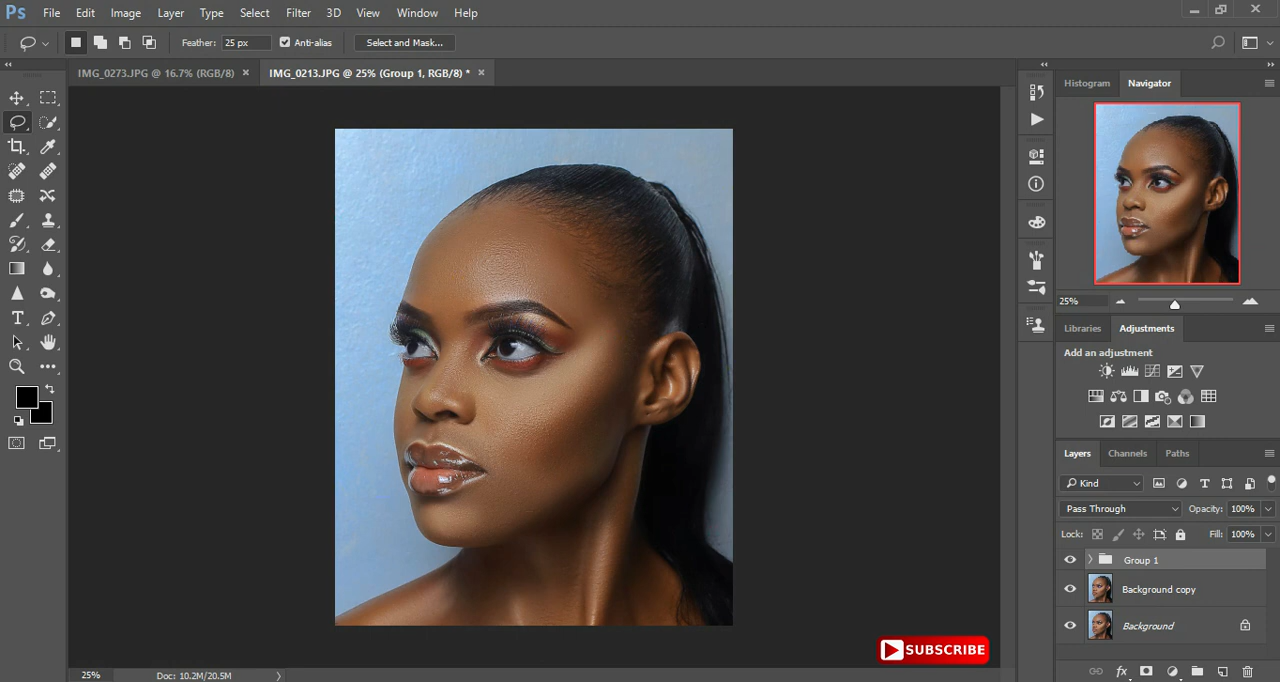 Ps File Edit Image Layer Type Select Filter 3D View Window Help
Feather: 25 px Anti-alias Select and Mask...
IMG_0273.JPG @ 16.7% (RGB/8) × IMG_0213.JPG @ 25% (Group 1, RGB/8) * ×
Histogram Navigator
25%
Libraries Adjustments
Add an adjustment
Layers Channels Paths
Kind
Pass Through Opacity: 100%
Lock: Fill: 100%
Group 1
Background copy
Background
fx
SUBSCRIBE
25% Doc: 10.2M/20.5M